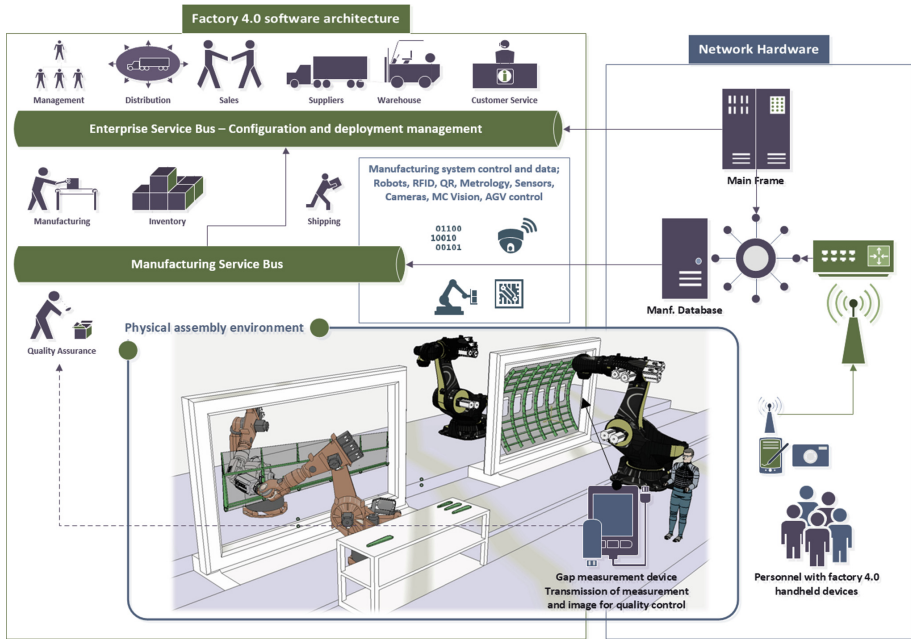 Factory 4.0 software architecture
Network Hardware
Management
Distribution
Sales
Suppliers
Warehouse
Customer Service
Enterprise Service Bus – Configuration and deployment management
Main Frame
Manufacturing
Inventory
Shipping
Manufacturing system control and data;
Robots, RFID, QR, Metrology, Sensors,
Cameras, MC Vision, AGV control
01100
10010
00101
Manufacturing Service Bus
Manf. Database
Quality Assurance
Physical assembly environment
Gap measurement device
Transmission of measurement
and image for quality control
Personnel with factory 4.0
handheld devices